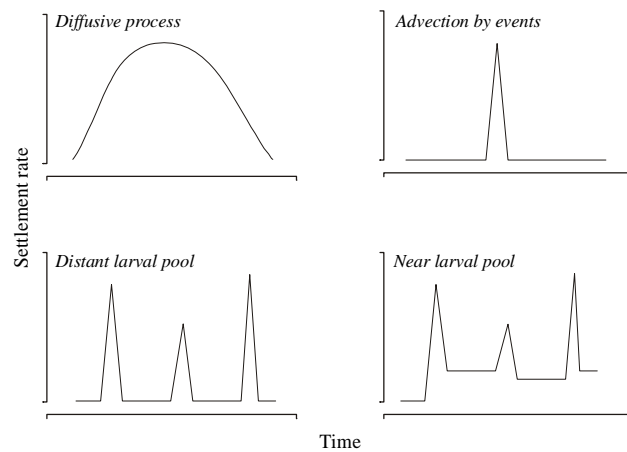 Diffusive process
Advection by events
Settlement rate
Distant larval pool
Near larval pool
Time